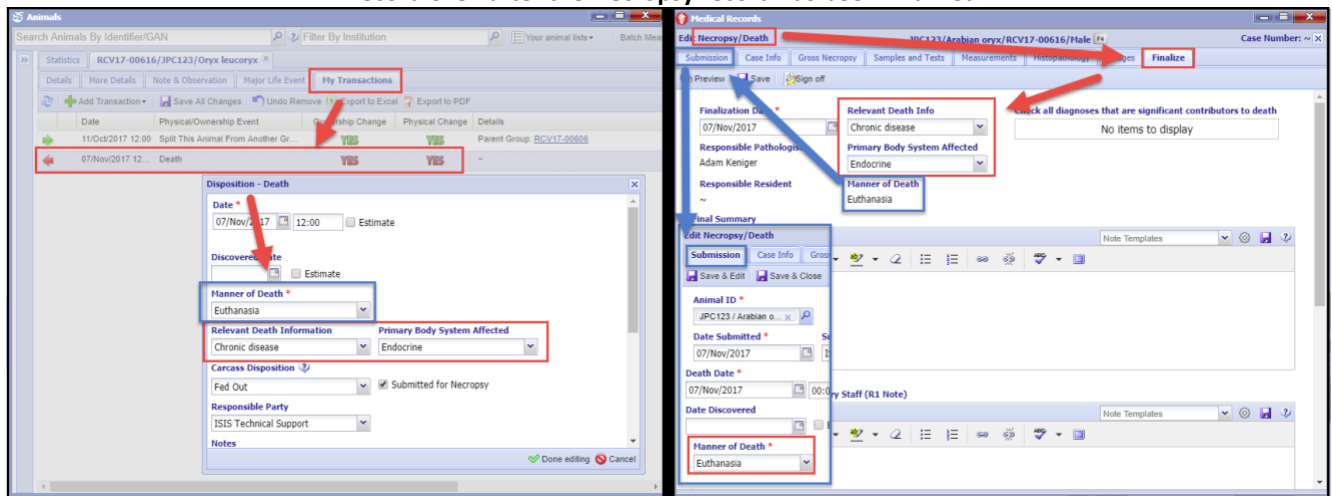 Animals
Search Animals By Identifier/GAN
Filter By Institution
Your animal lists
Batch Mea
Statistics
RCV17-00616/JPC123/Oryx leucoryx
Details
More Details
Note & Observation
Major Life Event
My Transactions
Add Transaction
Save All Changes
Undo Remove
Export to Excel
Export to PDF
Date
Physical/Ownership Event
Ownership Change
Physical Change
Details
11/Oct/2017 12:00
Split This Animal From Another Gr...
YES
YES
Parent Group: RCV17-00606
07/Nov/2017 12...
Death
YES
YES
~
Disposition - Death
Date *
07/Nov/2017
12:00
Estimate
Discovered Date
Estimate
Manner of Death *
Euthanasia
Relevant Death Information
Primary Body System Affected
Chronic disease
Endocrine
Carcass Disposition
Fed Out
Submitted for Necropsy
Responsible Party
ISIS Technical Support
Notes
Done editing
Cancel
Medical Records
Edit Necropsy/Death
JPC123/Arabian oryx/RCV17-00616/Male
Case Number: ~
Submission
Case Info
Gross Necropsy
Samples and Tests
Measurements
Histopathology
Finalize
Preview
Save
Sign off
Finalization Date *
07/Nov/2017
Relevant Death Info
Chronic disease
Check all diagnoses that are significant contributors to death
No items to display
Responsible Pathologist
Adam Keniger
Primary Body System Affected
Endocrine
Responsible Resident
~
Manner of Death
Euthanasia
Final Summary
Note Templates
Edit Necropsy/Death
Submission
Case Info
Gros
Save & Edit
Save & Close
Animal ID *
JPC123 / Arabian o...
Date Submitted *
07/Nov/2017
Death Date *
07/Nov/2017
00:0
Date Discovered
Manner of Death *
Euthanasia
ry Staff (R1 Note)
Note Templates